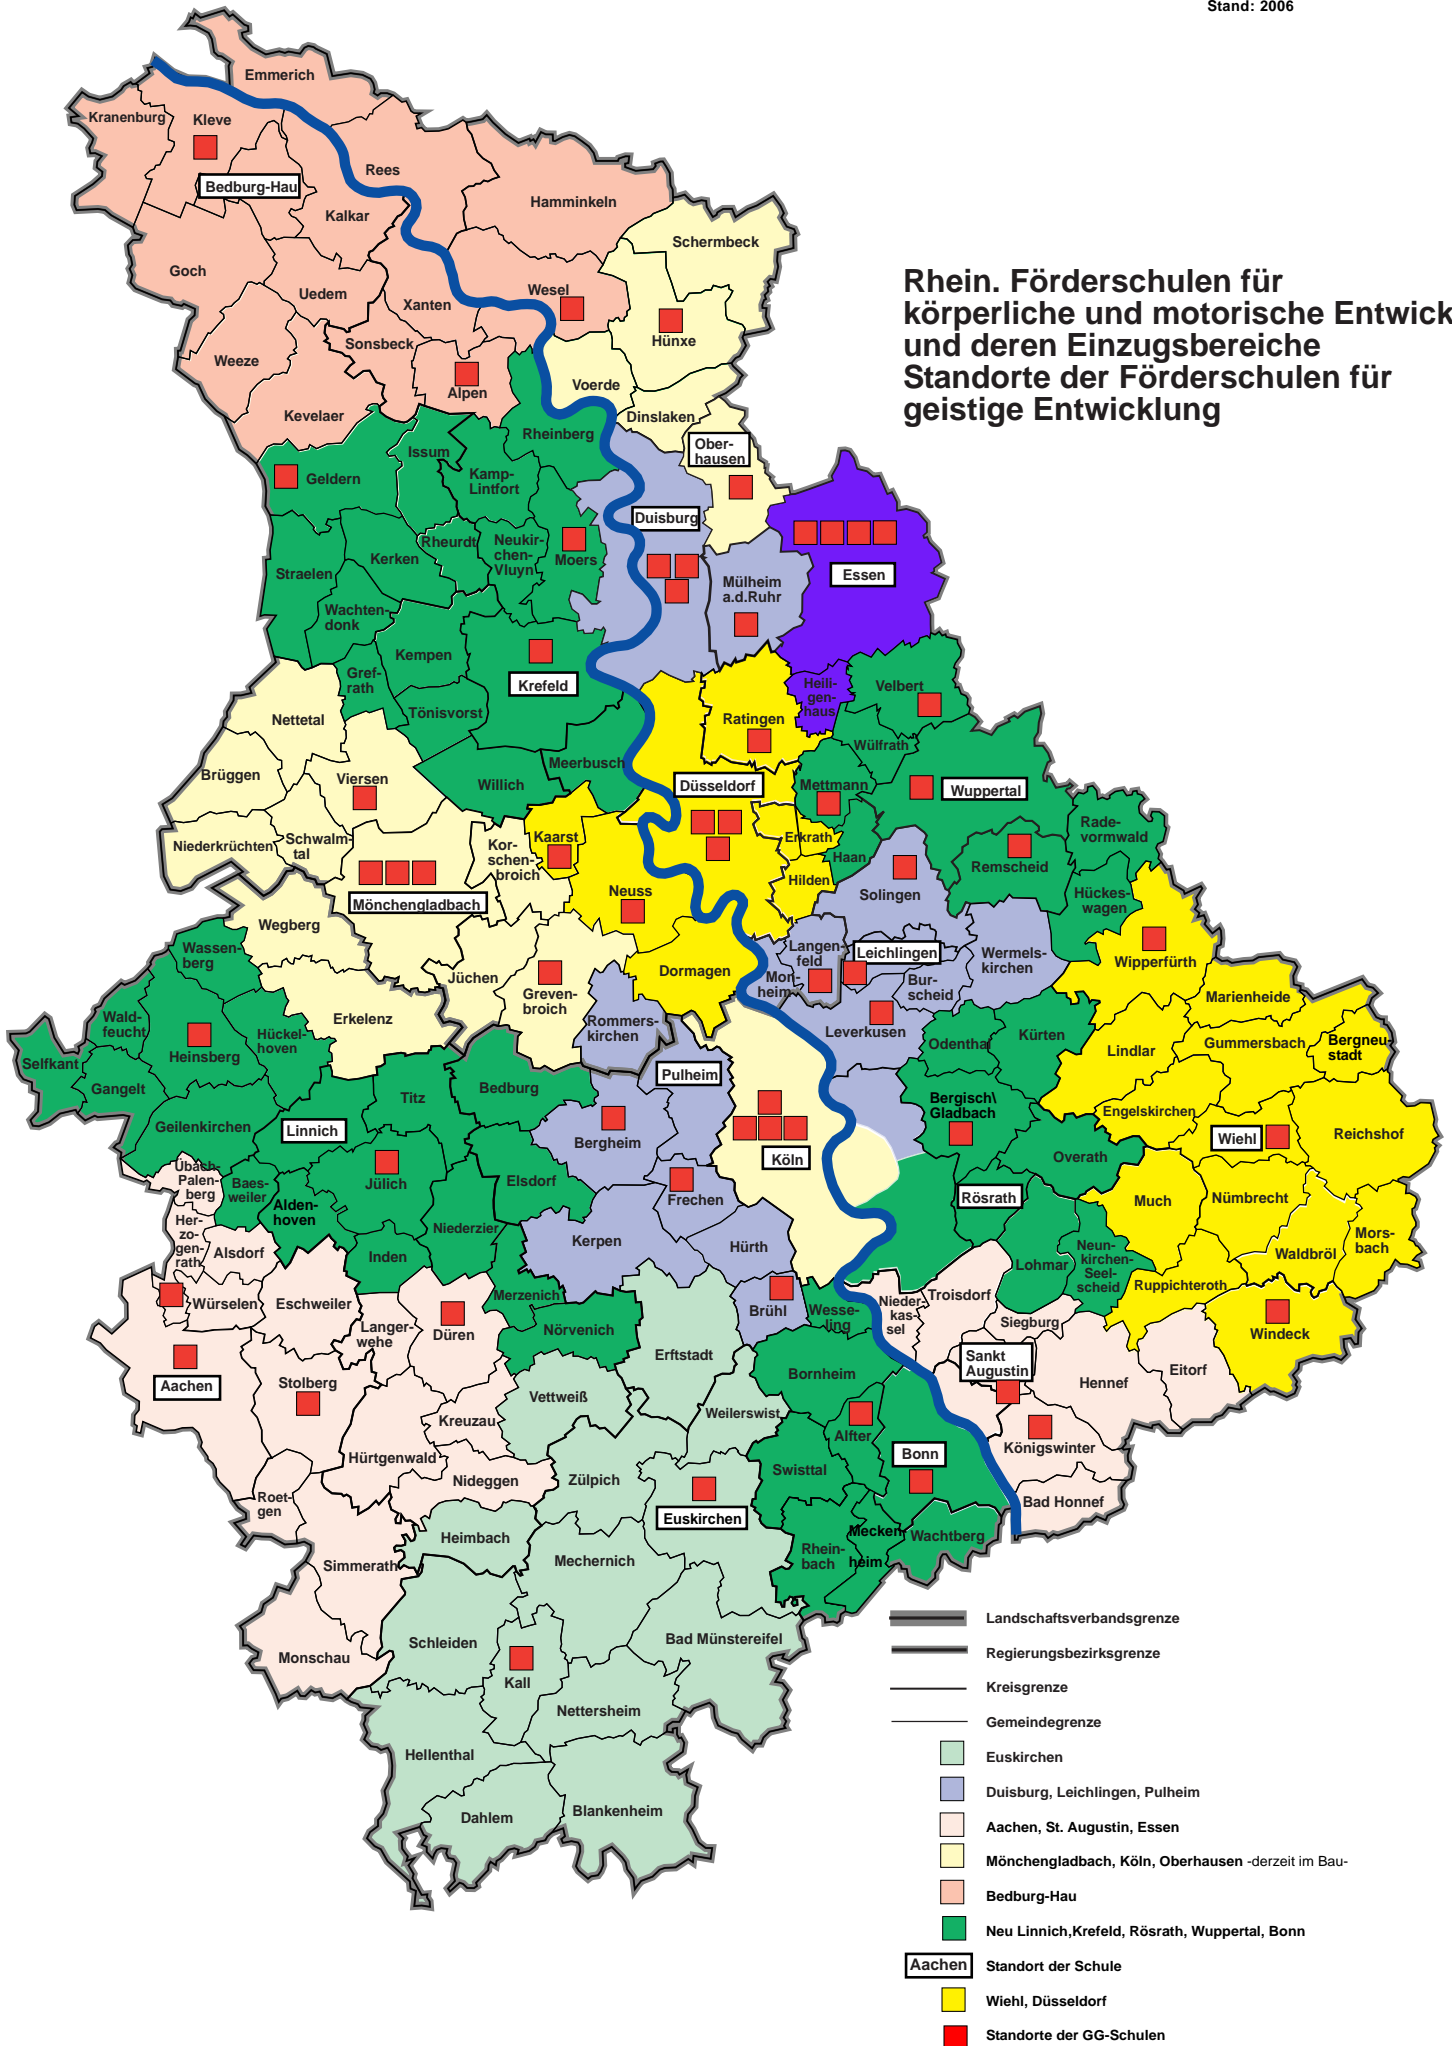 Stand: 2006
Emmerich
Kranenburg
Kleve
Rees
Bedburg-Hau
Hamminkeln
Kalkar
Schermbeck
Goch
Uedem
Wesel
Xanten
Hünxe
Sonsbeck
Weeze
Voerde
Alpen
Kevelaer
Dinslaken
Rhein. Förderschulen für
körperliche und motorische Entwick
und deren Einzugsbereiche
Standorte der Förderschulen für
geistige Entwicklung
Rheinberg
Ober-
hausen
Issum
Geldern
Kamp-
Lintfort
Duisburg
Rheurdt
Neukir-
chen-
Vluyn
Moers
Kerken
Straelen
Essen
Mülheim
a.d.Ruhr
Wachten-
donk
Kempen
Gref-
rath
Krefeld
Heili-
gen-
haus
Velbert
Tönisvorst
Nettetal
Ratingen
Wülfrath
Brüggen
Viersen
Willich
Meerbusch
Düsseldorf
Mettmann
Wuppertal
Rade-
vormwald
Niederkrüchten
Schwalm-
tal
Kor-
schen-
broich
Kaarst
Erkrath
Haan
Remscheid
Hilden
Solingen
Hückes-
wagen
Mönchengladbach
Neuss
Wegberg
Wassen-
berg
Langen-
feld
Leichlingen
Wermels-
kirchen
Wipperfürth
Jüchen
Greven-
broich
Dormagen
Mon-
heim
Bur-
scheid
Marienheide
Wald-
feucht
Heinsberg
Hückel-
hoven
Erkelenz
Rommers-
kirchen
Leverkusen
Odenthal
Kürten
Lindlar
Gummersbach
Bergneu-
stadt
Selfkant
Gangelt
Titz
Bedburg
Pulheim
Bergisch\
Gladbach
Engelskirchen
Geilenkirchen
Linnich
Bergheim
Wiehl
Reichshof
Köln
Overath
Übach-
Palen-
berg
Baes-
weiler
Alden-
hoven
Jülich
Elsdorf
Frechen
Rösrath
Much
Nümbrecht
Her-
zo-
gen-
rath
Alsdorf
Inden
Niederzier
Kerpen
Hürth
Lohmar
Neun-
kirchen-
Seel-
scheid
Waldbröl
Mors-
bach
Ruppichteroth
Würselen
Eschweiler
Merzenich
Brühl
Wesse-
ling
Nieder-
kas-
sel
Troisdorf
Siegburg
Windeck
Langer-
wehe
Düren
Nörvenich
Erftstadt
Sankt
Augustin
Bornheim
Hennef
Eitorf
Aachen
Stolberg
Vettweiß
Weilerswist
Kreuzau
Alfter
Königswinter
Hürtgenwald
Nideggen
Zülpich
Swisttal
Bonn
Roet-
gen
Bad Honnef
Euskirchen
Heimbach
Mecken-
heim
Wachtberg
Rhein-
bach
Mechernich
Simmerath
Schleiden
Bad Münstereifel
Monschau
Kall
Nettersheim
Hellenthal
Dahlem
Blankenheim
Landschaftsverbandsgrenze
Regierungsbezirksgrenze
Kreisgrenze
Gemeindegrenze
Euskirchen
Duisburg, Leichlingen, Pulheim
Aachen, St. Augustin, Essen
Mönchengladbach, Köln, Oberhausen -derzeit im Bau-
Bedburg-Hau
Neu Linnich,Krefeld, Rösrath, Wuppertal, Bonn
Aachen Standort der Schule
Wiehl, Düsseldorf
Standorte der GG-Schulen